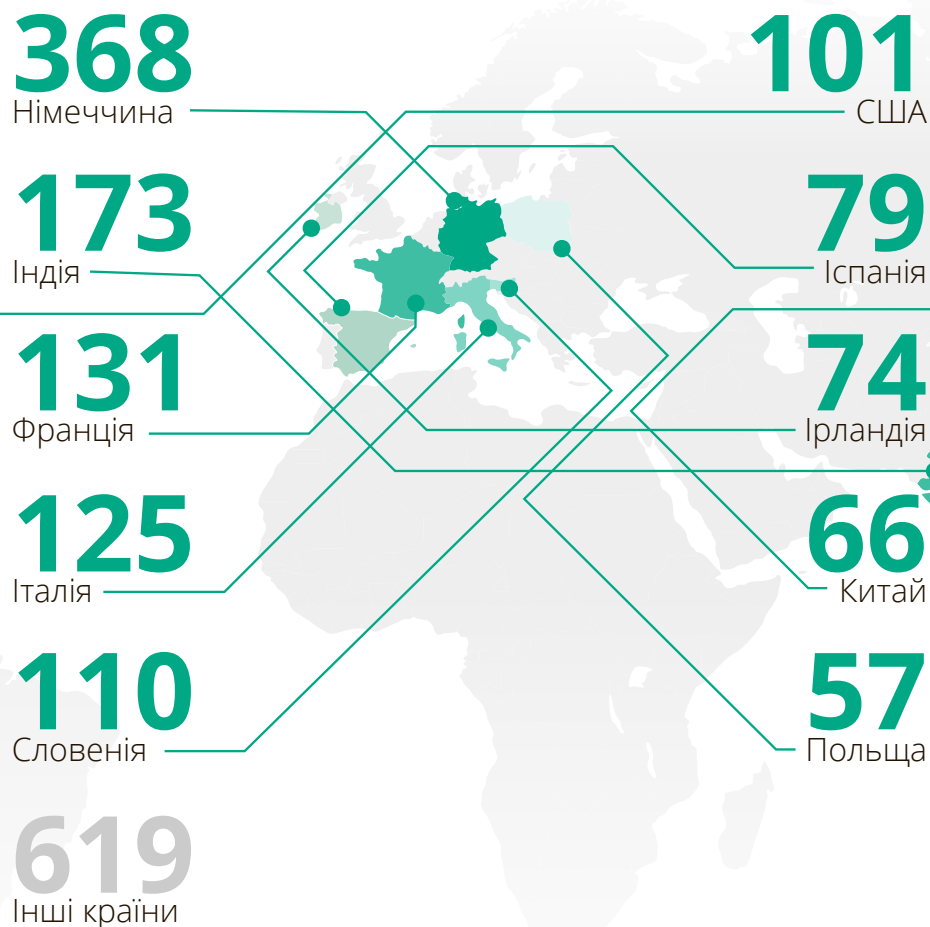 368
Німеччина
173
Індія
131
Франція
125
Італія
110
Словенія
619
Інші країни
101
США
79
Іспанія
74
Ірландія
66
Китай
57
Польща